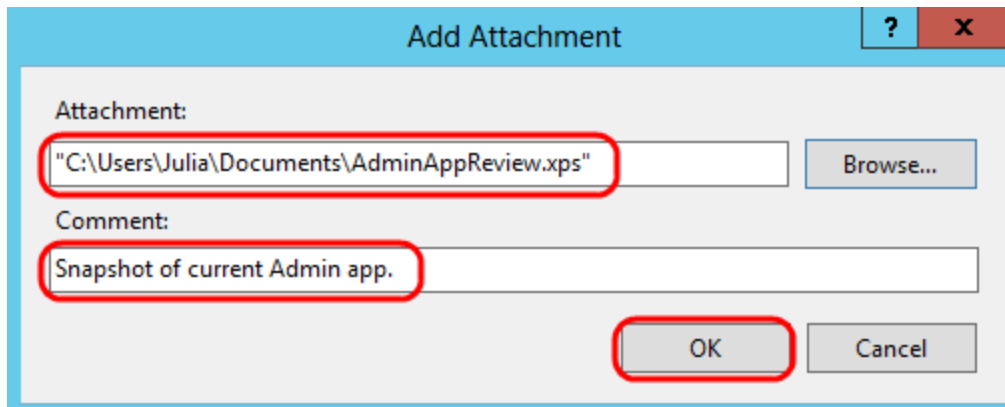 Add Attachment
? x
Attachment:
"C:\Users\Julia\Documents\AdminAppReview.xps"
Browse...
Comment:
Snapshot of current Admin app.
OK
Cancel